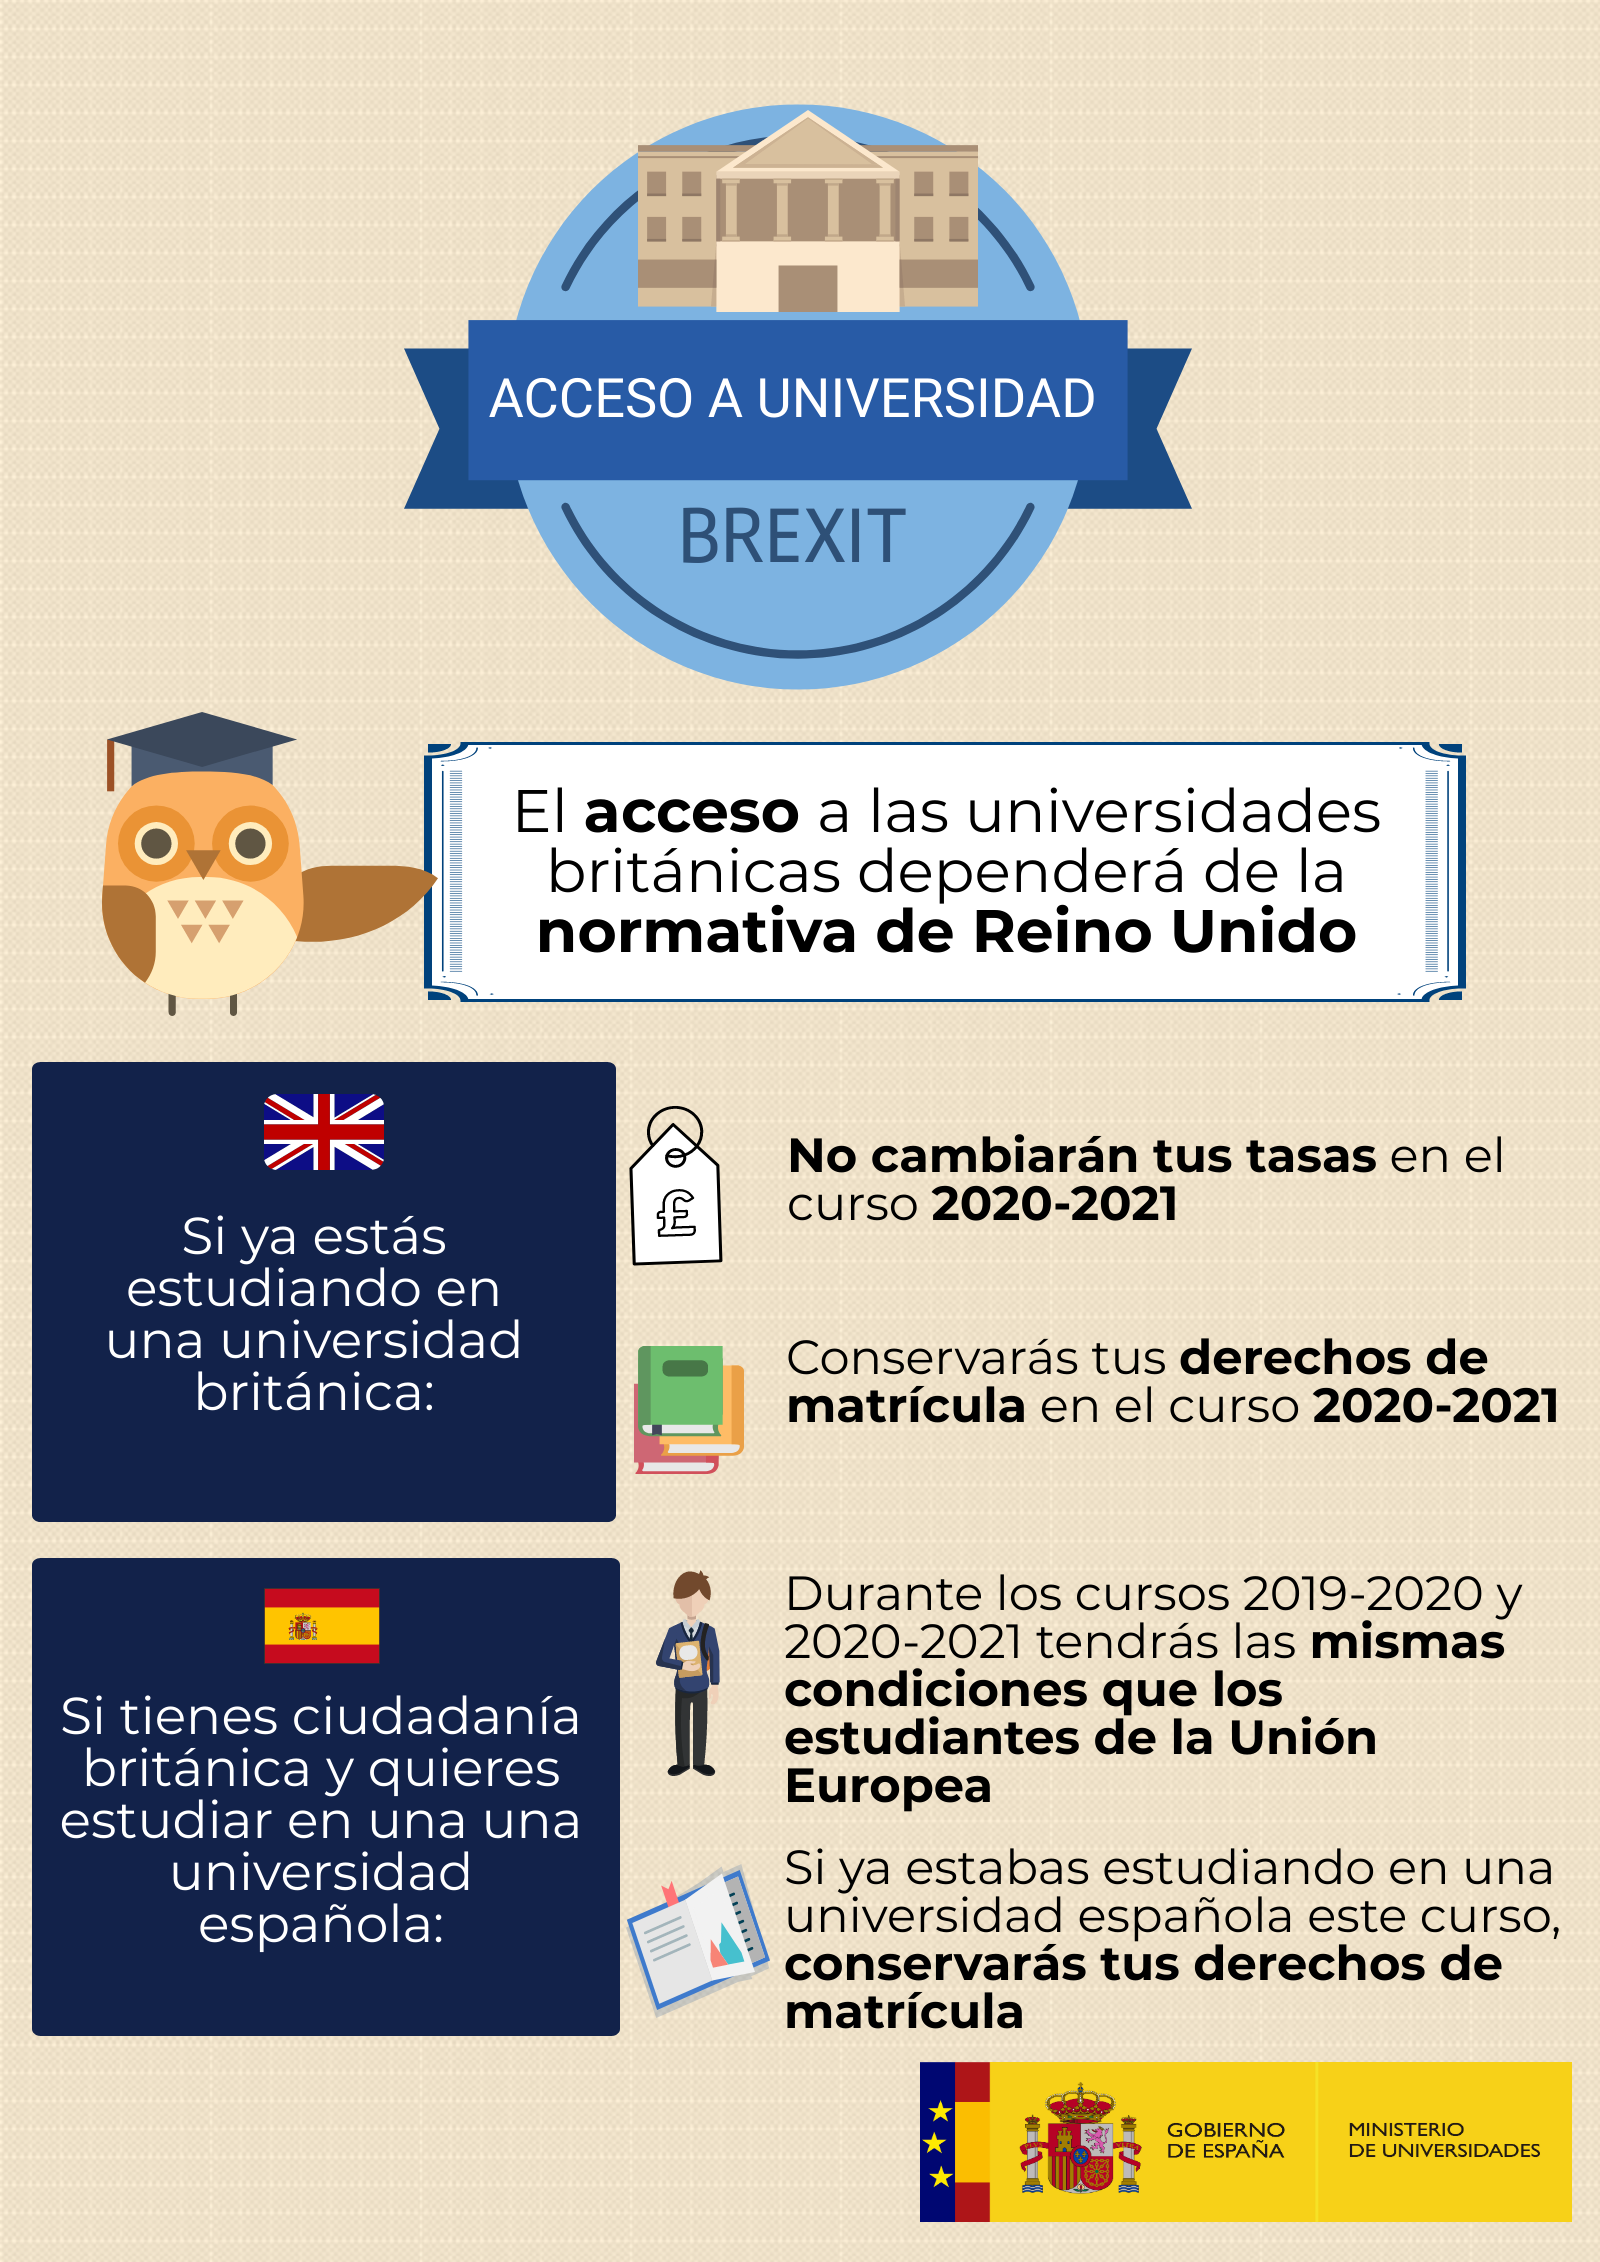 ACCESO A UNIVERSIDAD
BREXIT
El acceso a las universidades
británicas dependerá de la
normativa de Reino Unido
Si ya estás
estudiando en
una universidad
británica:
£
No cambiarán tus tasas en el
curso 2020-2021
Conservarás tus derechos de
matrícula en el curso 2020-2021
Si tienes ciudadanía
británica y quieres
estudiar en una una
universidad
española:
Durante los cursos 2019-2020 y
2020-2021 tendrás las mismas
condiciones que los
estudiantes de la Unión
Europea
Si ya estabas estudiando en una
universidad española este curso,
conservarás tus derechos de
matrícula
GOBIERNO
DE ESPAÑA
MINISTERIO
DE UNIVERSIDADES